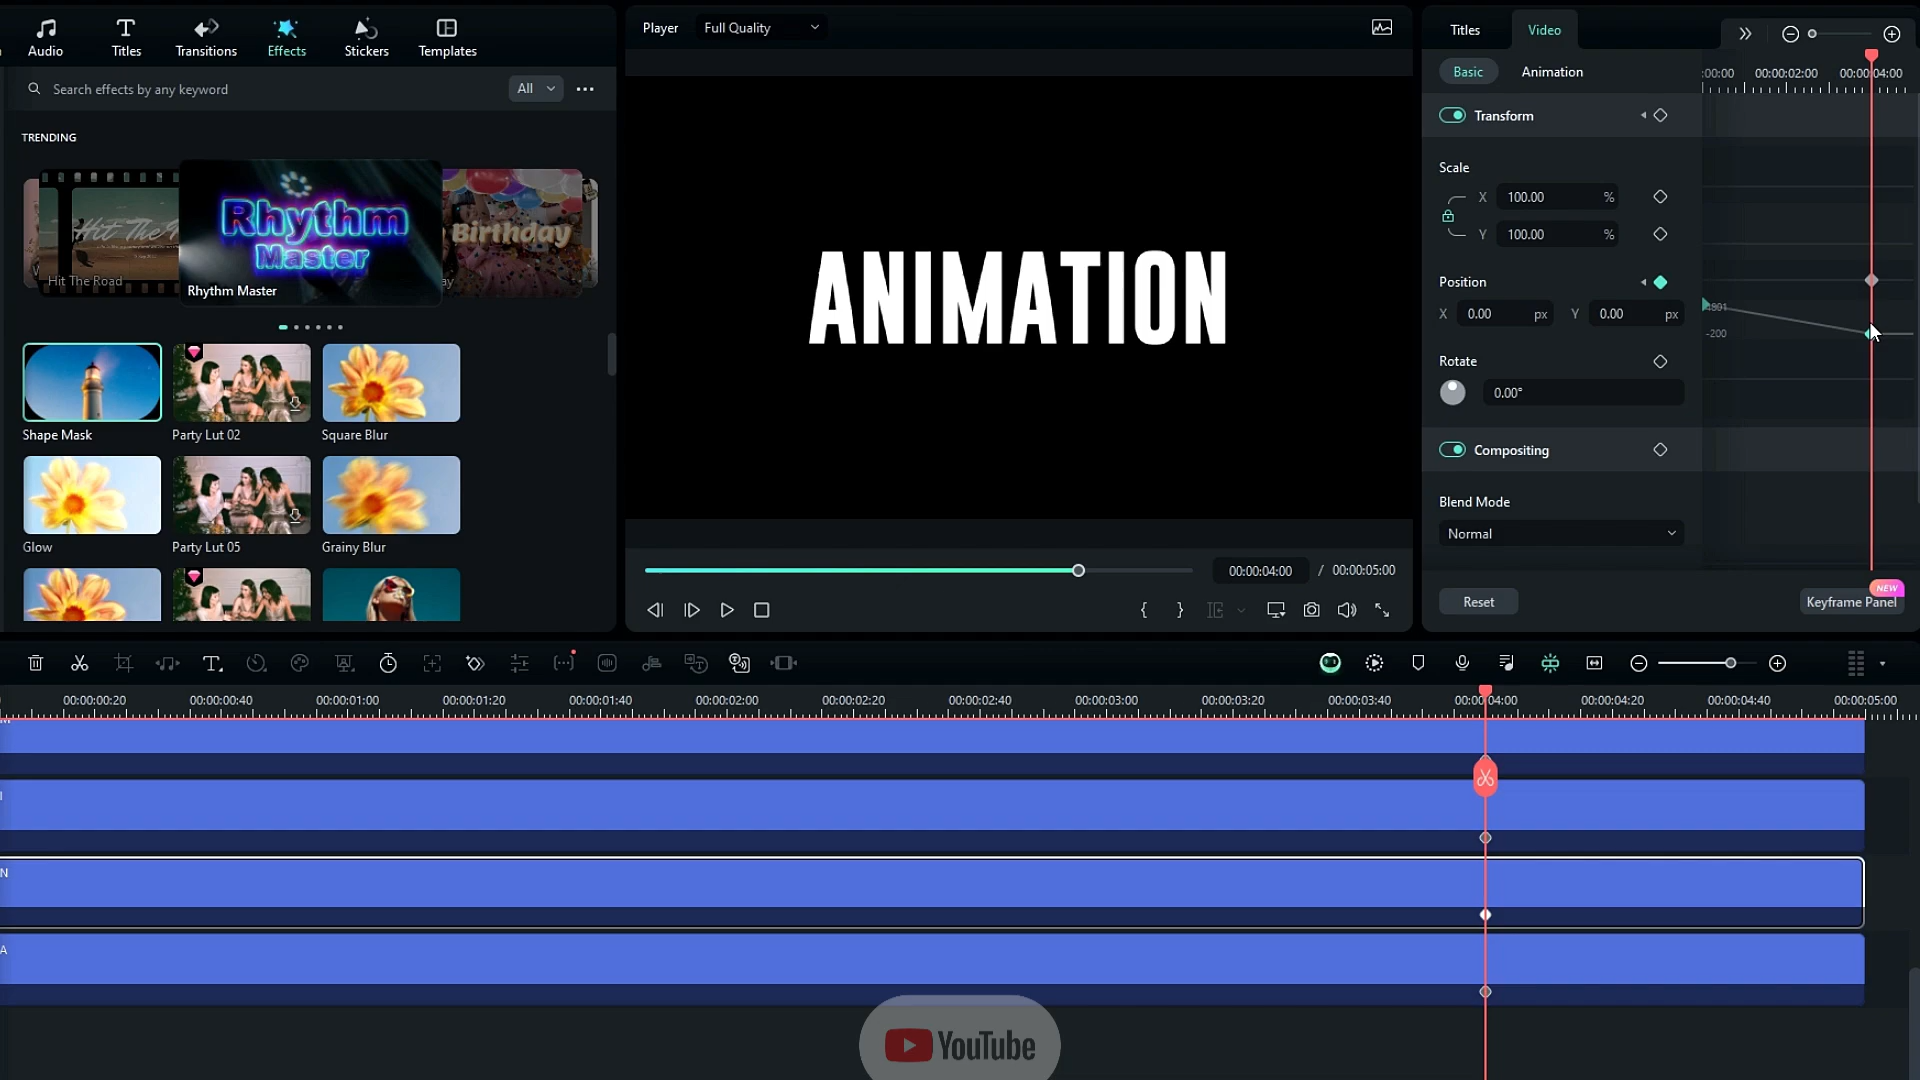 Audio
Titles
Transitions
Effects
Stickers
Templates
Search effects by any keyword
All
TRENDING
Hit The
Hit The Road
Rhythm
Master
Rhythm Master
Birthday
ay
Shape Mask
Party Lut 02
Square Blur
Glow
Party Lut 05
Grainy Blur
Player
Full Quality
ANIMATION
00:00:04:00 / 00:00:05:00
{ }
Titles
Video
Basic
Animation
:00:00 00:00:02:00 00:00:04:00
Transform
Scale
X 100.00 %
Y 100.00 %
Position
X 0.00 px Y 0.00 px
-200
Rotate
0.00°
Compositing
Blend Mode
Normal
Reset
NEW
Keyframe Panel
00:00:00:20 00:00:00:40 00:00:01:00 00:00:01:20 00:00:01:40 00:00:02:00 00:00:02:20 00:00:02:40 00:00:03:00 00:00:03:20 00:00:03:40 00:00:04:00 00:00:04:20 00:00:04:40 00:00:05:00
I
N
A
YouTube